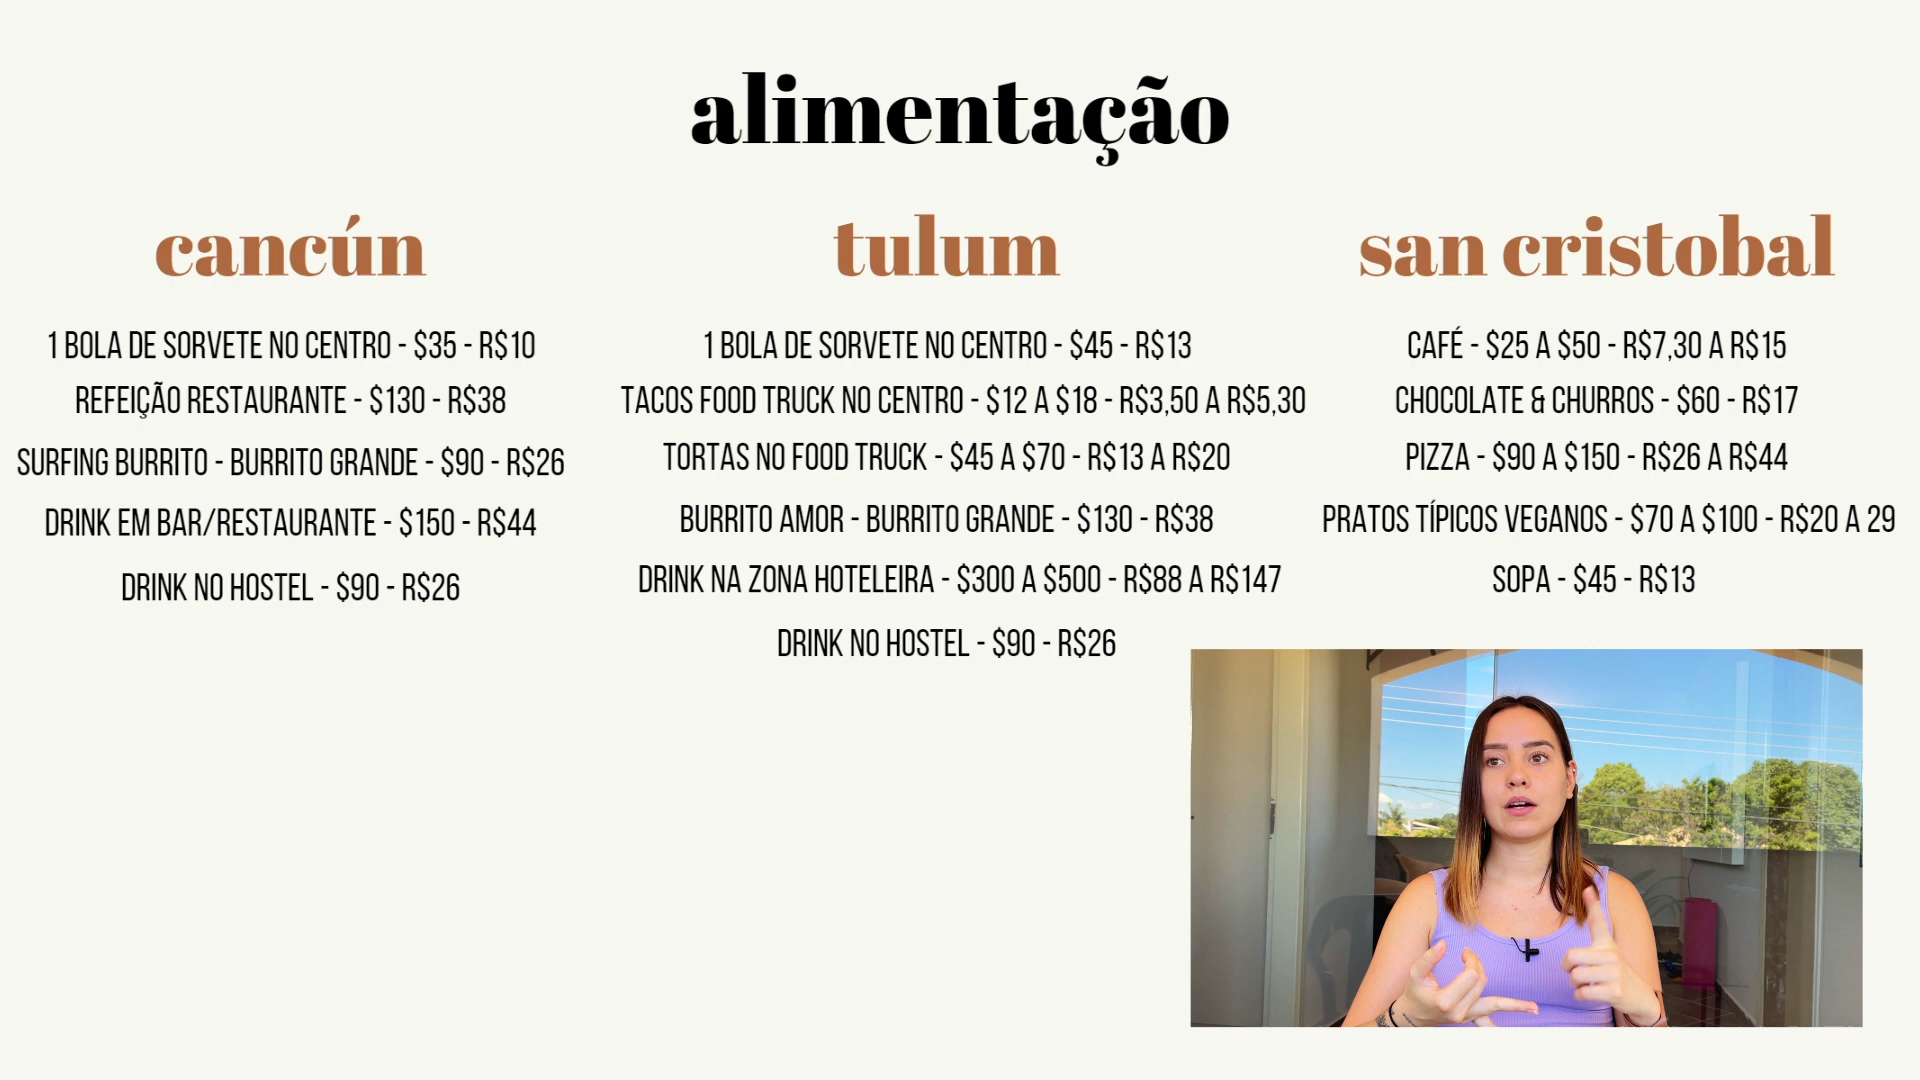 alimentação
cancún
1 BOLA DE SORVETE NO CENTRO - $35 - R$10
REFEIÇÃO RESTAURANTE - $130 - R$38
SURFING BURRITO - BURRITO GRANDE - $90 - R$26
DRINK EM BAR/RESTAURANTE - $150 - R$44
DRINK NO HOSTEL - $90 - R$26
tulum
1 BOLA DE SORVETE NO CENTRO - $45 - R$13
TACOS FOOD TRUCK NO CENTRO - $12 A $18 - R$3,50 A R$5,30
TORTAS NO FOOD TRUCK - $45 A $70 - R$13 A R$20
BURRITO AMOR - BURRITO GRANDE - $130 - R$38
DRINK NA ZONA HOTELEIRA - $300 A $500 - R$88 A R$147
DRINK NO HOSTEL - $90 - R$26
san cristobal
CAFÉ - $25 A $50 - R$7,30 A R$15
CHOCOLATE & CHURROS - $60 - R$17
PIZZA - $90 A $150 - R$26 A R$44
PRATOS TÍPICOS VEGANOS - $70 A $100 - R$20 A 29
SOPA - $45 - R$13